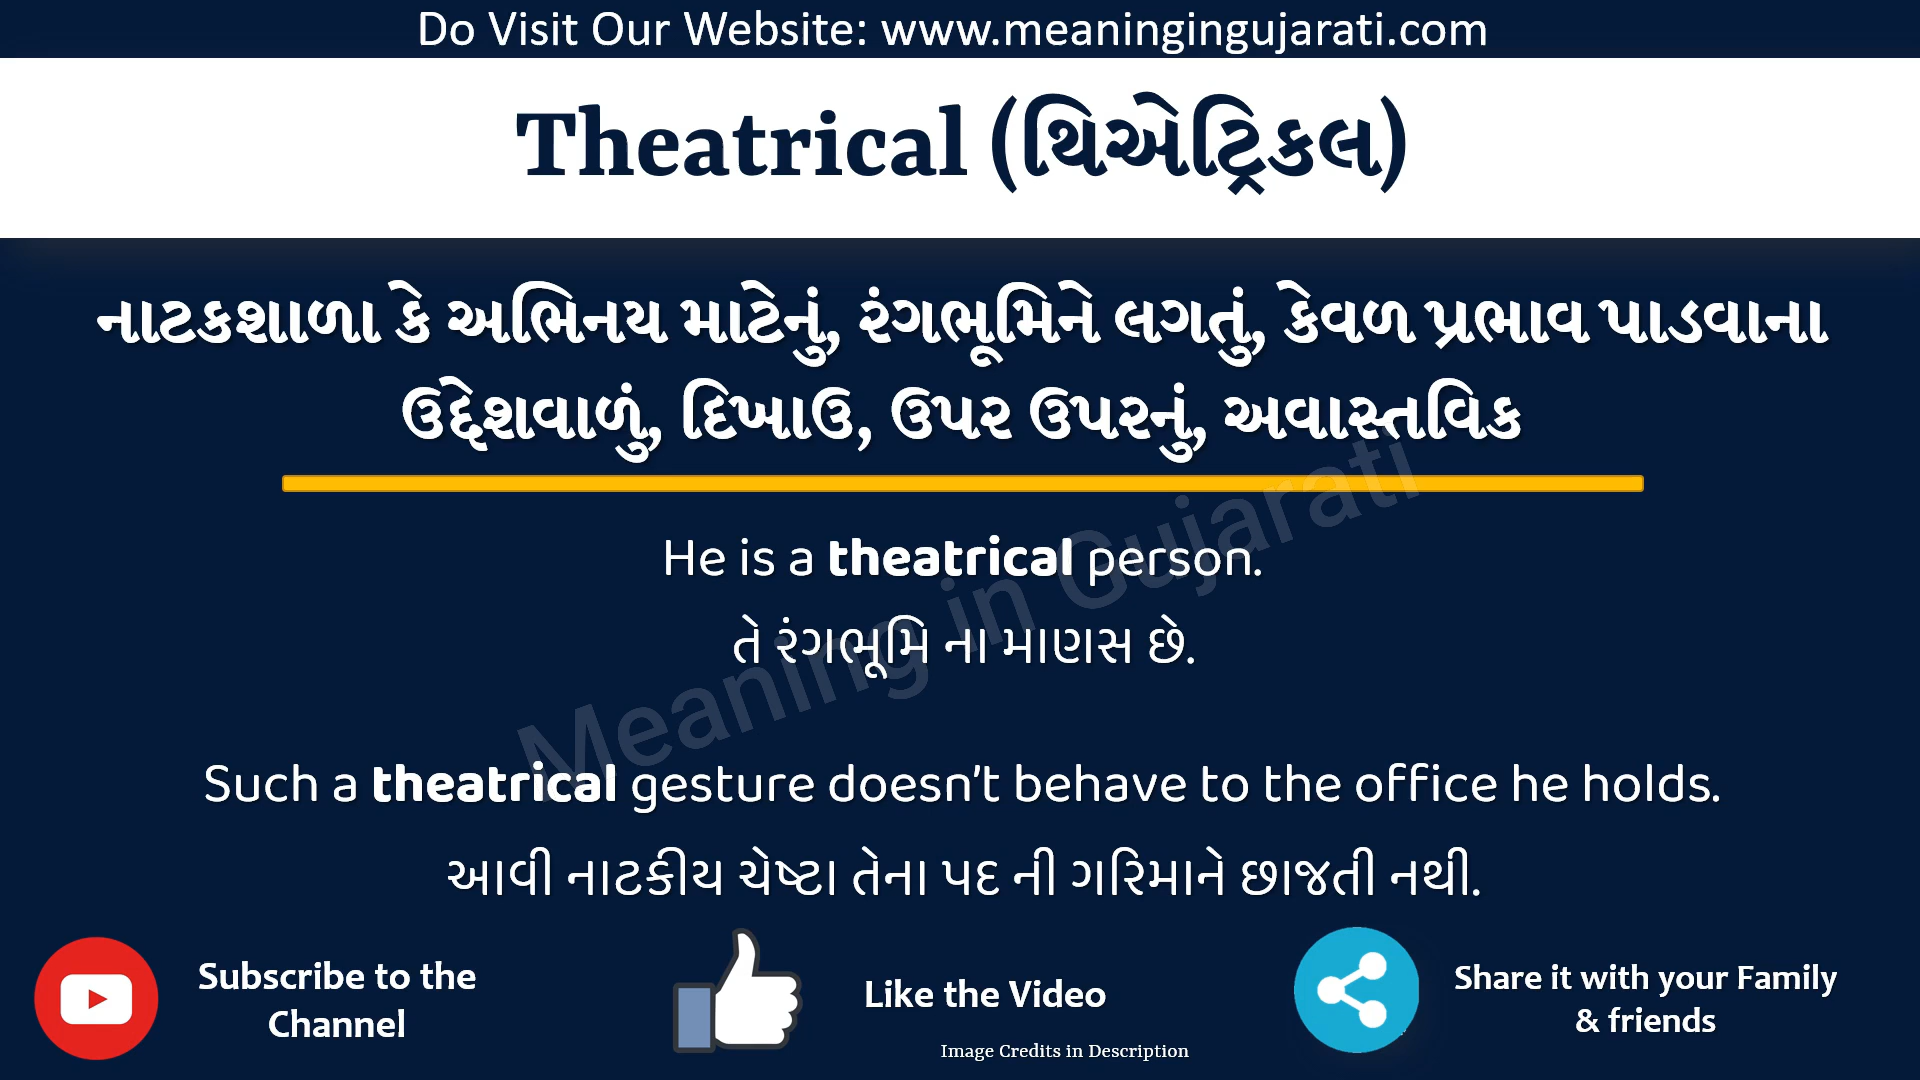 Do Visit Our Website: www.meaningingujarati.com
Theatrical (થિએટ્રિકલ)
નાટકશાળા કે અભિનય માટેનું, રંગભૂમિને લગતું, કેવળ પ્રભાવ પાડવાના
ઉદ્દેશવાળું, દિખાઉ, ઉપર ઉપરનું, અવાસ્તવિક
He is a theatrical person.
તે રંગભૂમિ ના માણસ છે.
Meaning in Gujarati
Such a theatrical gesture doesn't behave to the office he holds.
આવી નાટકીય ચેષ્ટા તેના પદ ની ગરિમાને છાજતી નથી.
Subscribe to the
Channel
Like the Video
Share it with your Family
& friends
Image Credits in Description